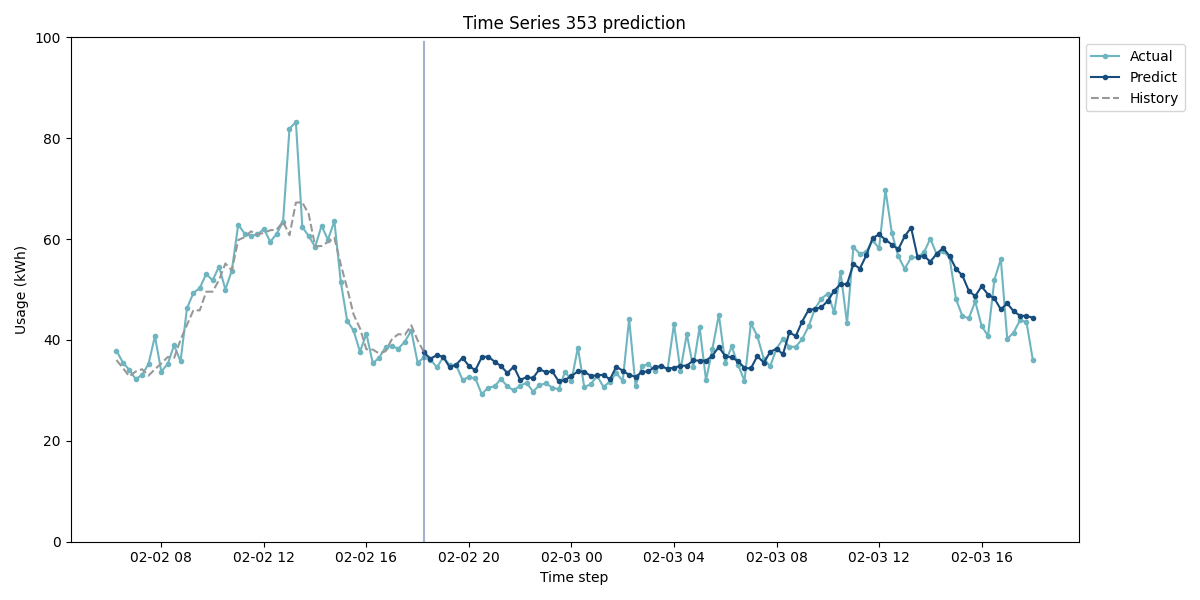 Time Series 353 prediction
Usage (kWh)
100
80
60
40
20
0
02-02 08
02-02 12
02-02 16
02-02 20
02-03 00
02-03 04
02-03 08
02-03 12
02-03 16
Time step
Actual
Predict
History